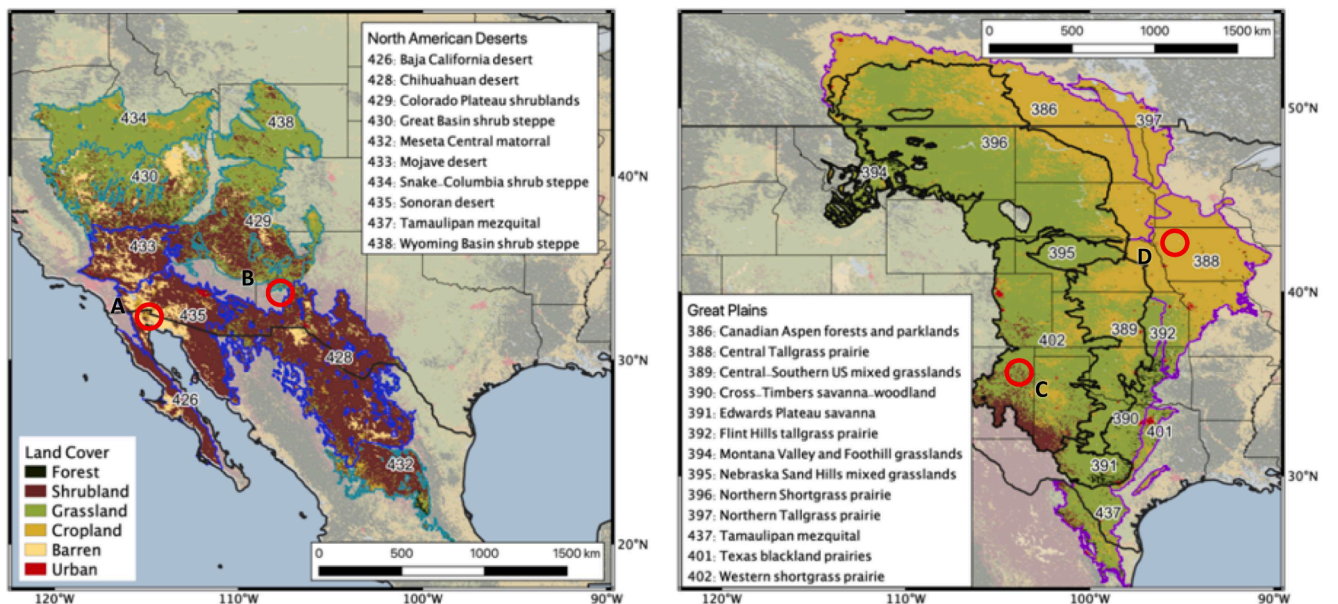 North American Deserts
426: Baja California desert
428: Chihuahuan desert
429: Colorado Plateau shrublands
430: Great Basin shrub steppe
432: Meseta Central matorral
433: Mojave desert
434: Snake–Columbia shrub steppe
435: Sonoran desert
437: Tamaulipan mezquital
438: Wyoming Basin shrub steppe
434
438
430
429
433
B
A
435
428
426
432
Land Cover
Forest
Shrubland
Grassland
Cropland
Barren
Urban
0 500 1000 1500 km
40°N
30°N
20°N
120°W 110°W 100°W 90°W
0 500 1000 1500 km
386
397
396
394
395
D
388
389
392
402
C
390
401
391
437
Great Plains
386: Canadian Aspen forests and parklands
388: Central Tallgrass prairie
389: Central–Southern US mixed grasslands
390: Cross–Timbers savanna–woodland
391: Edwards Plateau savanna
392: Flint Hills tallgrass prairie
394: Montana Valley and Foothill grasslands
395: Nebraska Sand Hills mixed grasslands
396: Northern Shortgrass prairie
397: Northern Tallgrass prairie
437: Tamaulipan mezquital
401: Texas blackland prairies
402: Western shortgrass prairie
50°N
40°N
30°N
120°W 110°W 100°W 90°W